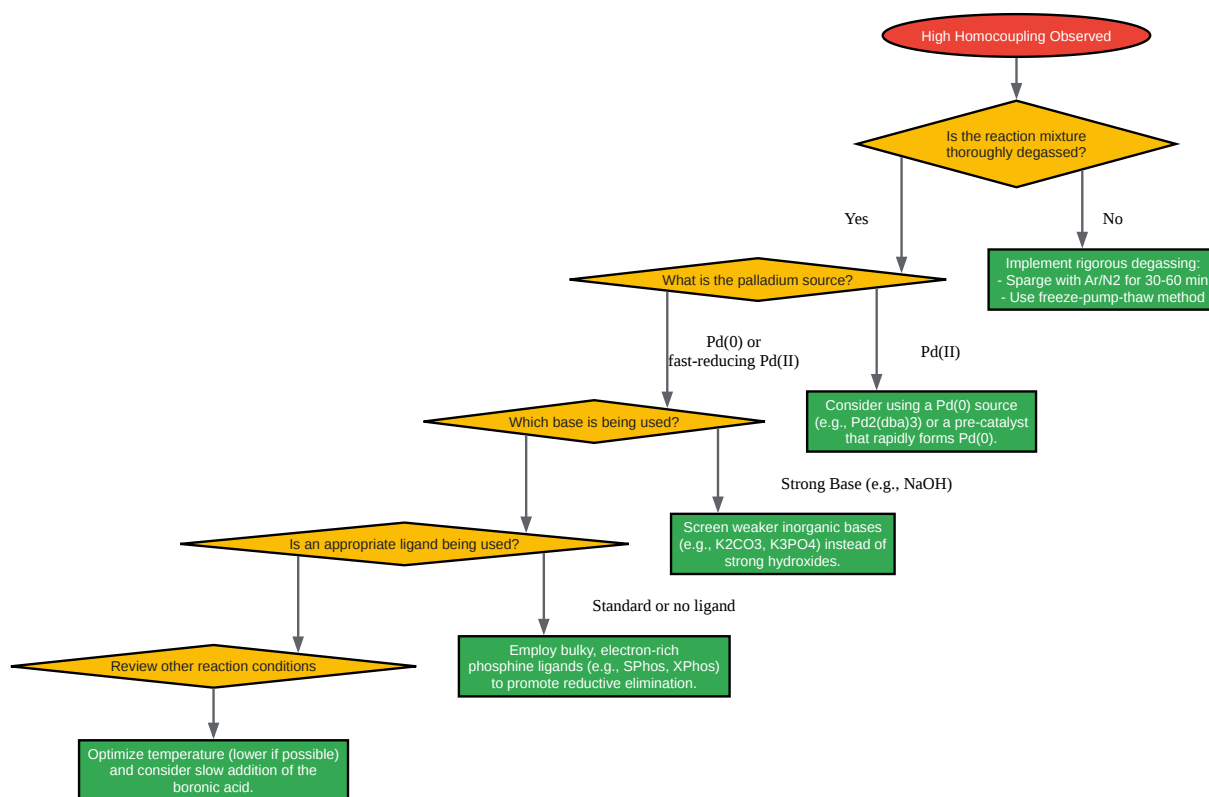 High Homocoupling Observed
Is the reaction mixture
thoroughly degassed?
Yes
No
Implement rigorous degassing:
- Sparge with Ar/N2 for 30-60 min
- Use freeze-pump-thaw method
What is the palladium source?
Pd(0) or
fast-reducing Pd(II)
Pd(II)
Consider using a Pd(0) source
(e.g., Pd2(dba)3) or a pre-catalyst
that rapidly forms Pd(0).
Which base is being used?
Strong Base (e.g., NaOH)
Screen weaker inorganic bases
(e.g., K2CO3, K3PO4) instead of
strong hydroxides.
Is an appropriate ligand being used?
Standard or no ligand
Employ bulky, electron-rich
phosphine ligands (e.g., SPhos, XPhos)
to promote reductive elimination.
Review other reaction conditions
Optimize temperature (lower if possible)
and consider slow addition of the
boronic acid.